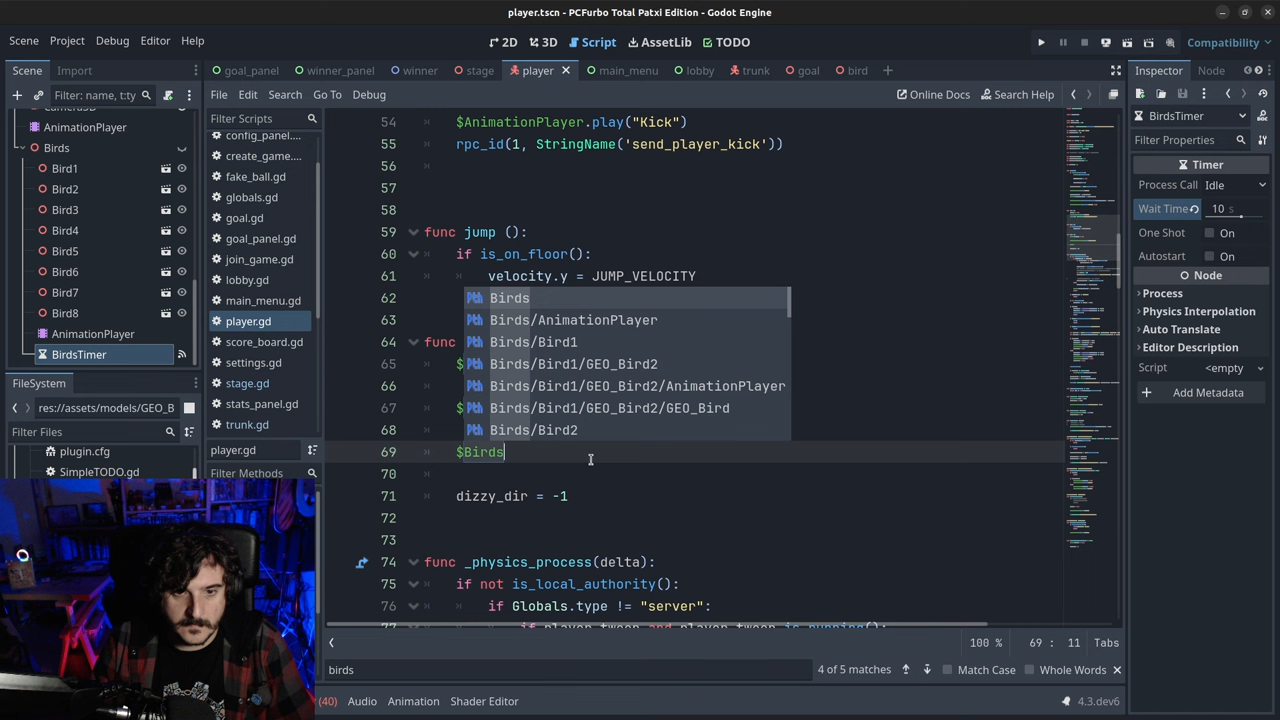 player.tscn - PCFurbo Total Patxi Edition - Godot Engine
Scene Project Debug Editor Help
2D 3D Script AssetLib TODO
Compatibility
Scene Import
goal_panel winner_panel winner stage player main_menu lobby trunk goal bird
Inspector Node
Filter: name, t:ty
File Edit Search Go To Debug
Online Docs Search Help
AnimationPlayer
Birds
Bird1
Bird2
Bird3
Bird4
Bird5
Bird6
Bird7
Bird8
AnimationPlayer
BirdsTimer
FileSystem
res://assets/models/GEO_B
Filter Files
plugin.cfg
SimpleTODO.gd
Filter Scripts
config_panel....
create_game....
fake_ball.gd
globals.gd
goal.gd
goal_panel.gd
join_game.gd
lobby.gd
main_menu.gd
player.gd
score_board.gd
settings.gd
stage.gd
stats_panel.gd
trunk.gd
player.gd
Filter Methods
54 $AnimationPlayer.play("Kick")
55 rpc_id(1, StringName('send_player_kick'))
56
57
58
59 func jump ():
60 if is_on_floor():
61 velocity.y = JUMP_VELOCITY
62
63
64 func
65 $
66
67 $
68
69 $Birds
70
71 dizzy_dir = -1
72
73
74 func _physics_process(delta):
75 if not is_local_authority():
76 if Globals.type != "server":
77 if player_tween and player_tween.is_running():
Birds
Birds/AnimationPlayer
Birds/Bird1
Birds/Bird1/GEO_Bird2
Birds/Bird1/GEO_Bird2/AnimationPlayer
Birds/Bird1/GEO_Bird2/GEO_Bird
Birds/Bird2
100 % 69 : 11 Tabs
birds
4 of 5 matches
Match Case Whole Words
(40) Audio Animation Shader Editor
4.3.dev6
BirdsTimer
Filter Properties
Timer
Process Call Idle
Wait Time 10 s
One Shot On
Autostart On
Node
Process
Physics Interpolation
Auto Translate
Editor Description
Script <empty
Add Metadata